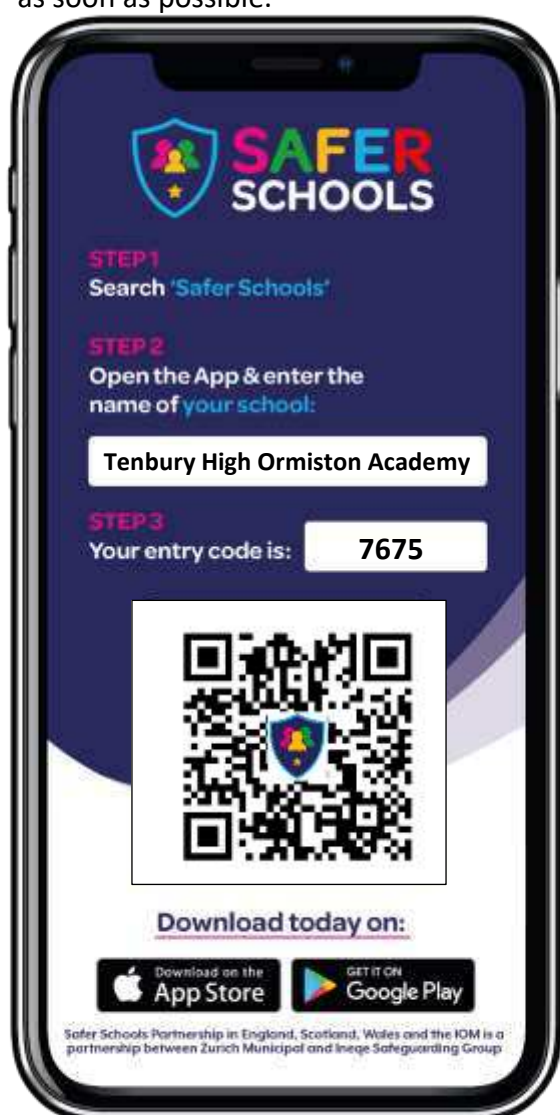 as soon as possible.
SAFER
SCHOOLS
STEP 1
Search 'Safer Schools'
STEP 2
Open the App & enter the
name of your school:
Tenbury High Ormiston Academy
STEP 3
Your entry code is: 7675
Download today on:
Download on the
App Store
GET IT ON
Google Play
Safer Schools Partnership in England, Scotland, Wales and the IOM is a
partnership between Zurich Municipal and Ineqe Safeguarding Group